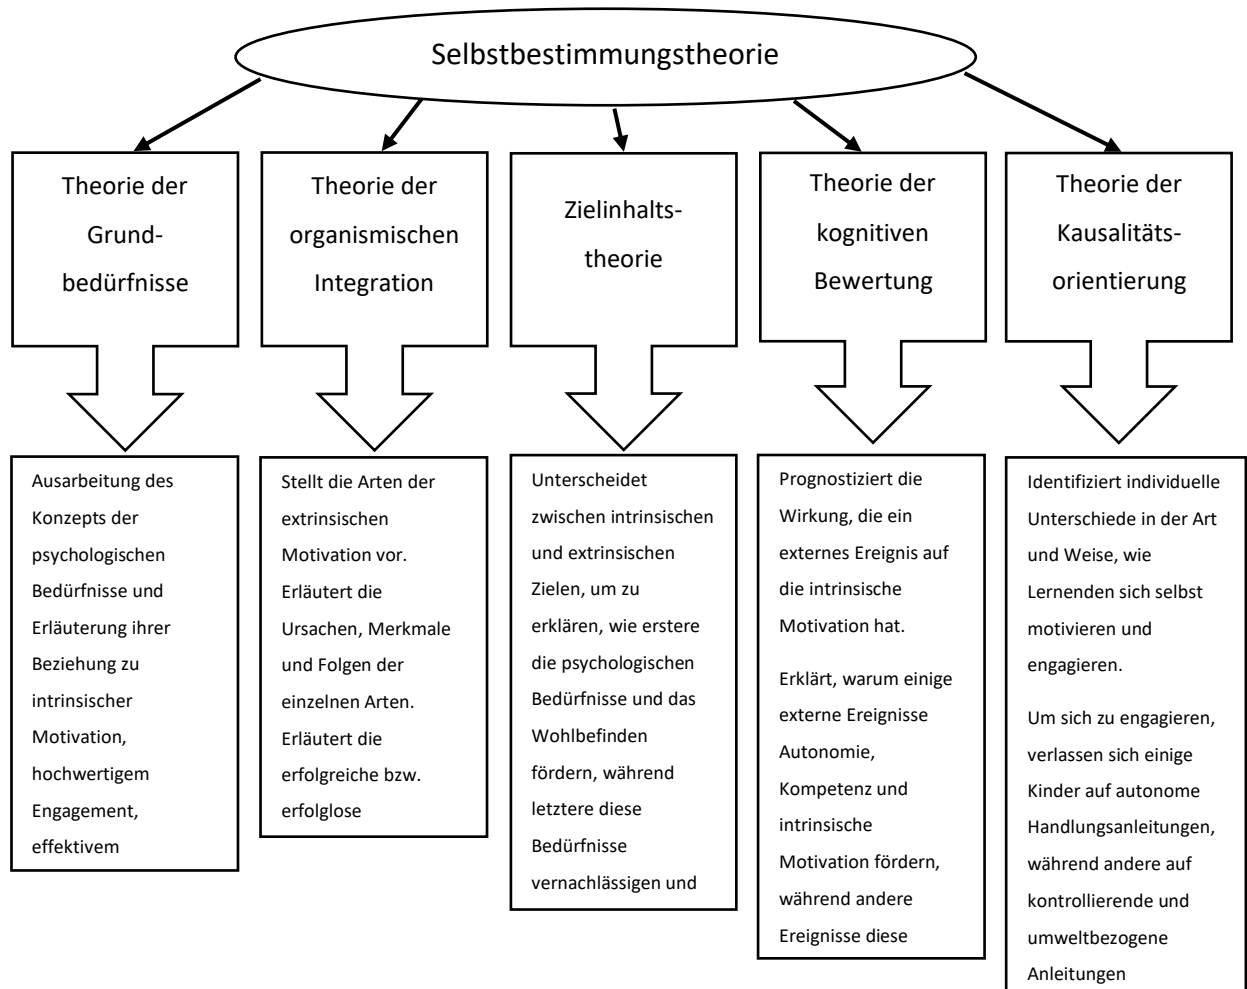 Selbstbestimmungstheorie
Theorie der
Grund-
bedürfnisse
Theorie der
organismischen
Integration
Zielinhalts-
theorie
Theorie der
kognitiven
Bewertung
Theorie der
Kausalitäts-
orientierung
Ausarbeitung des
Konzepts der
psychologischen
Bedürfnisse und
Erläuterung ihrer
Beziehung zu
intrinsischer
Motivation,
hochwertigem
Engagement,
effektivem
Stellt die Arten der
extrinsischen
Motivation vor.
Erläutert die
Ursachen, Merkmale
und Folgen der
einzelnen Arten.
Erläutert die
erfolgreiche bzw.
erfolglose
Unterscheidet
zwischen intrinsischen
und extrinsischen
Zielen, um zu
erklären, wie erstere
die psychologischen
Bedürfnisse und das
Wohlbefinden
fördern, während
letztere diese
Bedürfnisse
vernachlässigen und
Prognostiziert die
Wirkung, die ein
externes Ereignis auf
die intrinsische
Motivation hat.
Erklärt, warum einige
externe Ereignisse
Autonomie,
Kompetenz und
intrinsische
Motivation fördern,
während andere
Ereignisse diese
Identifiziert individuelle
Unterschiede in der Art
und Weise, wie
Lernenden sich selbst
motivieren und
engagieren.
Um sich zu engagieren,
verlassen sich einige
Kinder auf autonome
Handlungsanleitungen,
während andere auf
kontrollierende und
umweltbezogene
Anleitungen